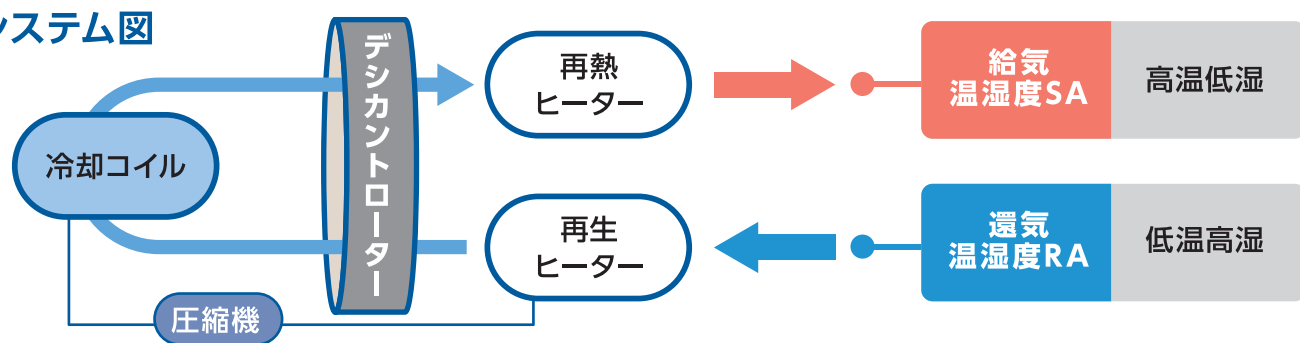 システム図
デシカントローター
再熱
ヒーター
給気
温湿度SA
高温低湿
冷却コイル
再生
ヒーター
還気
温湿度RA
低温高湿
圧縮機